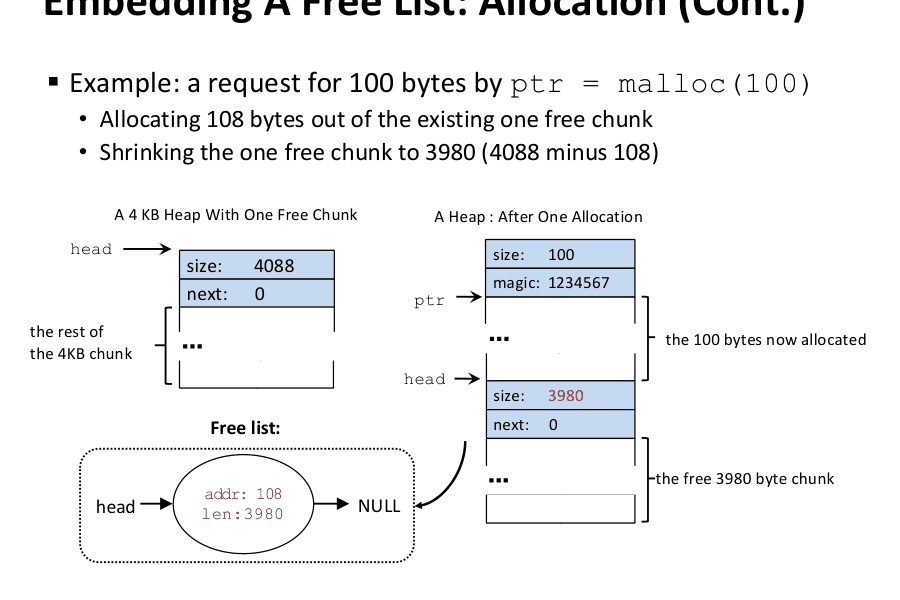 Embedding A Free List: Allocation (Cont.)
▪ Example: a request for 100 bytes by ptr = malloc(100)
• Allocating 108 bytes out of the existing one free chunk
• Shrinking the one free chunk to 3980 (4088 minus 108)
A 4 KB Heap With One Free Chunk
head
size: 4088
next: 0
the rest of
the 4KB chunk
...
A Heap : After One Allocation
size: 100
magic: 1234567
ptr
...
the 100 bytes now allocated
head
size: 3980
next: 0
...
the free 3980 byte chunk
Free list:
head
addr: 108
len:3980
NULL